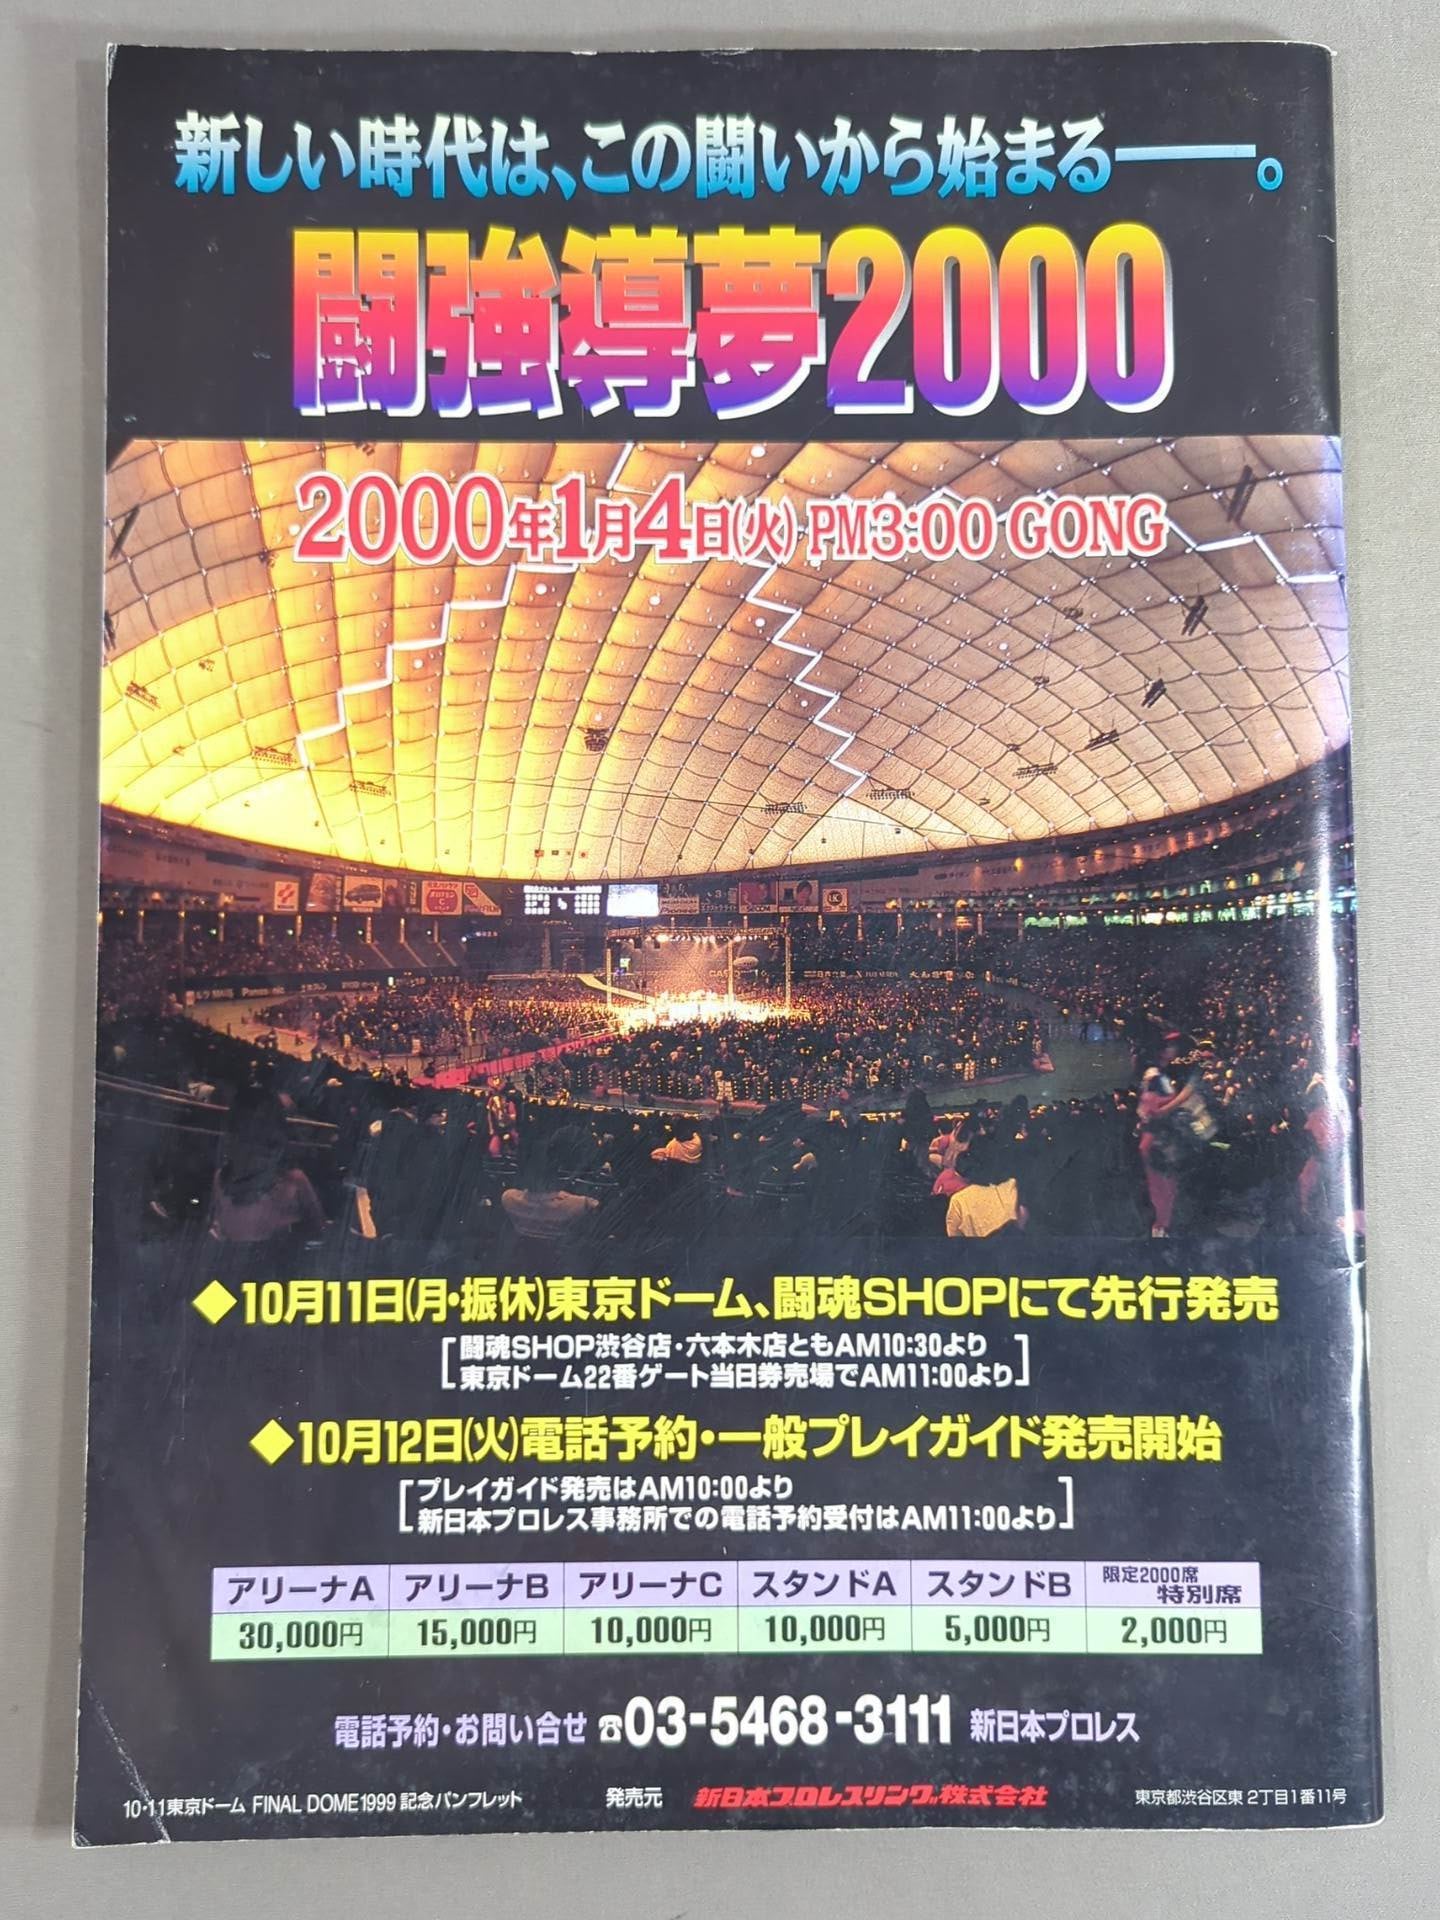 新しい時代は、この闘いから始まる――。
闘強導夢2000
2000年1月4日(火) PM3:00 GONG
◆10月11日(月・振休)東京ドーム、闘魂SHOPにて先行発売
[闘魂SHOP渋谷店・六本木店ともAM10:30より
東京ドーム22番ゲート当日券売場でAM11:00より]
◆10月12日(火)電話予約・一般プレイガイド発売開始
[プレイガイド発売はAM10:00より
新日本プロレス事務所での電話予約受付はAM11:00より]
アリーナA アリーナB アリーナC スタンドA スタンドB 限定2000席 特別席
30,000円 15,000円 10,000円 10,000円 5,000円 2,000円
電話予約・お問い合せ ☎03-5468-3111 新日本プロレス
10・11東京ドーム FINAL DOME1999 記念パンフレット 発売元 新日本プロレスリング株式会社 東京都渋谷区東2丁目1番11号